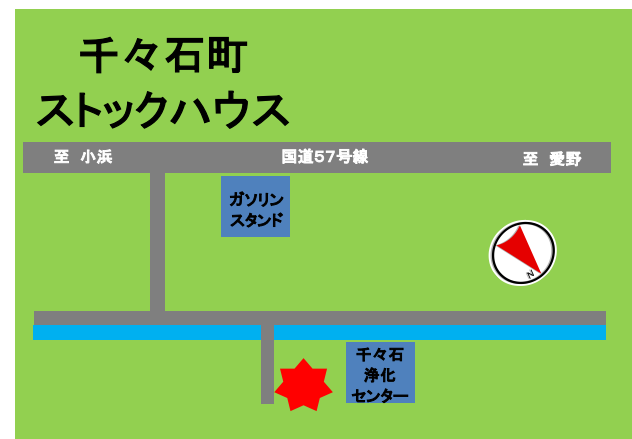 千々石町
ストックハウス
至 小浜
国道57号線
至 愛野
ガソリン
スタンド
N
千々石
浄化
センター